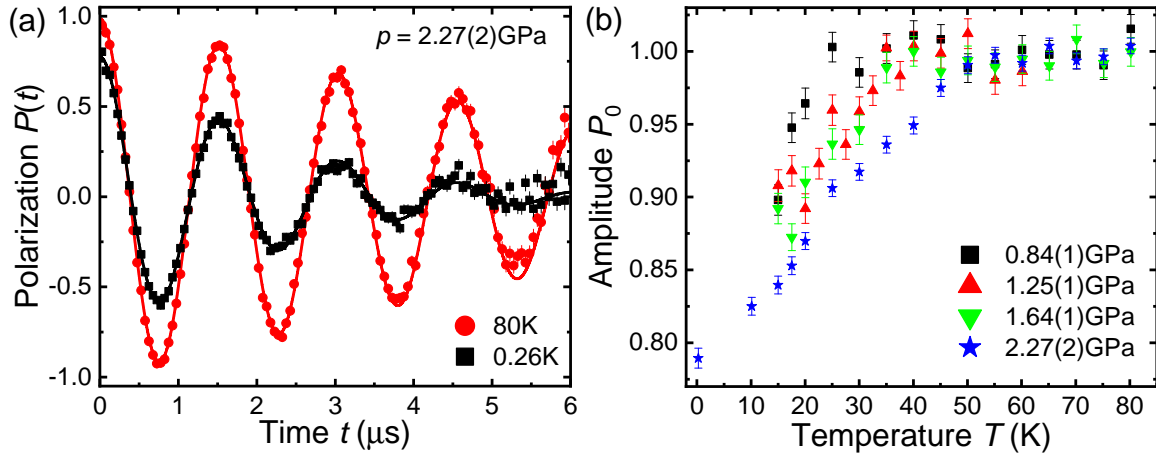 (a)
p = 2.27(2)GPa
Polarization P(t)
1.0
0.5
0.0
-0.5
-1.0
80K
0.26K
0 1 2 3 4 5 6
Time t (μs)
(b)
Amplitude P0
1.00
0.95
0.90
0.85
0.80
0.84(1)GPa
1.25(1)GPa
1.64(1)GPa
2.27(2)GPa
0 10 20 30 40 50 60 70 80
Temperature T (K)